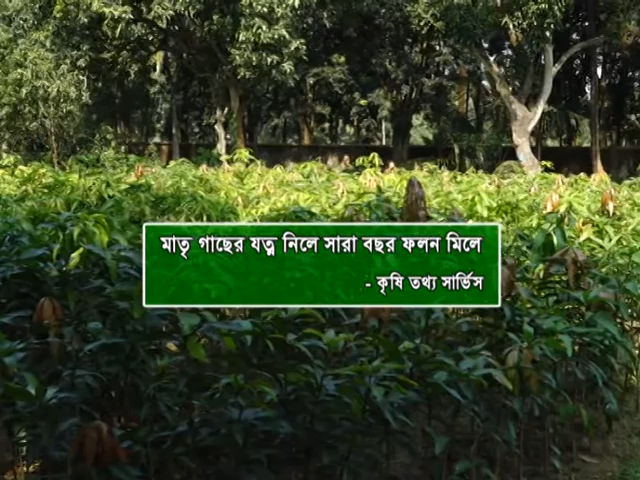 মাতৃ গাছের যত্ন নিলে সারা বছর ফলন মিলে
- কৃষি তথ্য সার্ভিস